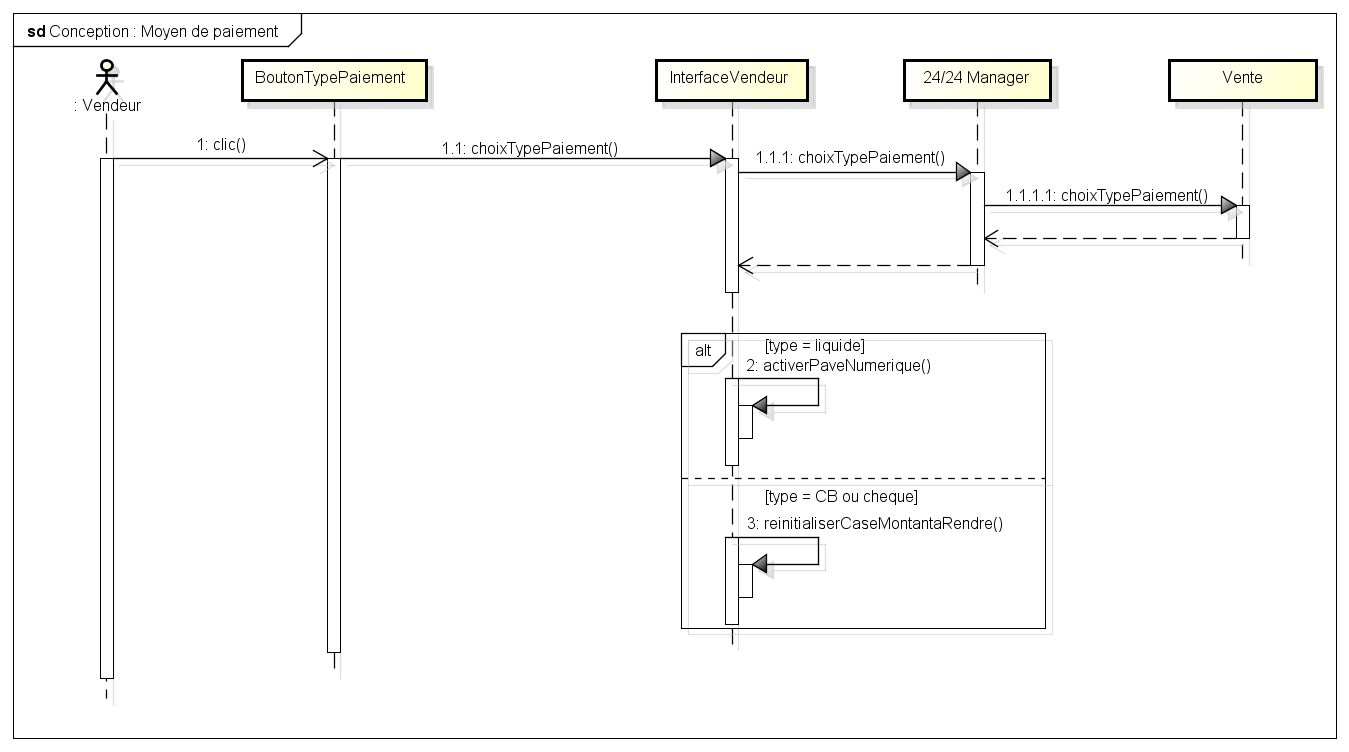 sd Conception : Moyen de paiement
: Vendeur
BoutonTypePaiement
InterfaceVendeur
24/24 Manager
Vente
1: clic()
1.1: choixTypePaiement()
1.1.1: choixTypePaiement()
1.1.1.1: choixTypePaiement()
alt
[type = liquide]
2: activerPaveNumerique()
[type = CB ou cheque]
3: reinitialiserCaseMontantaRendre()